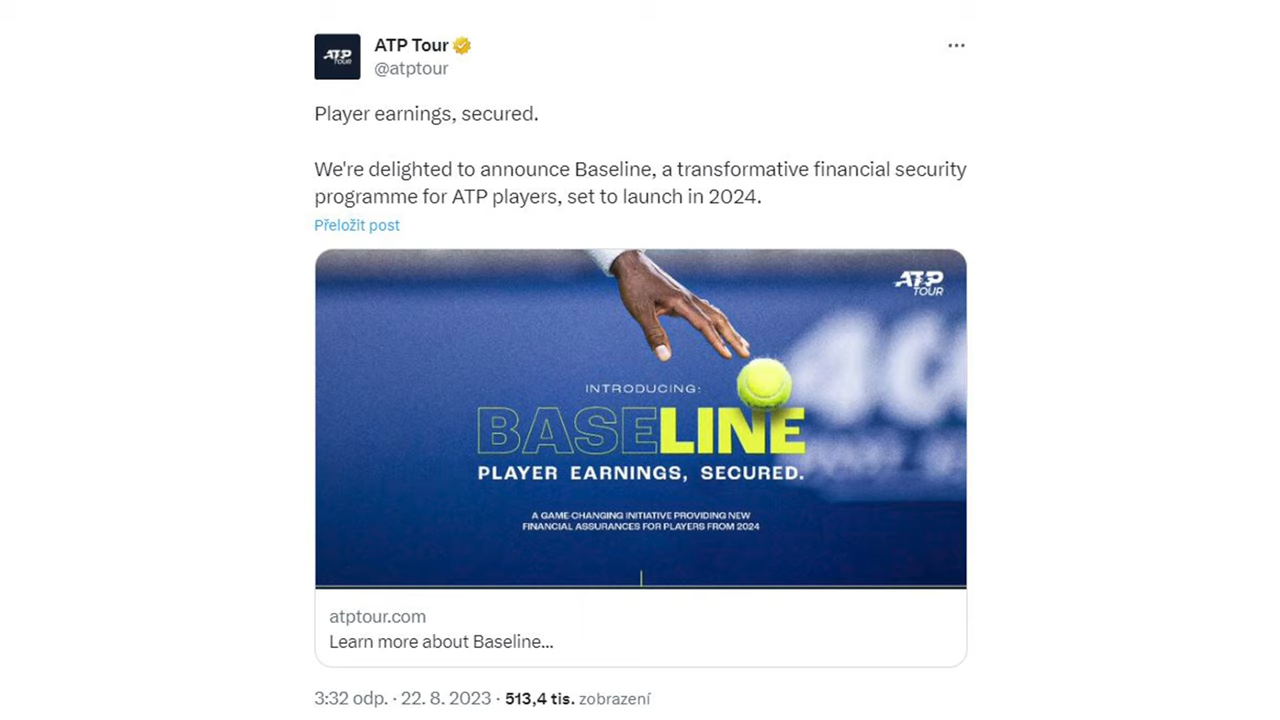 ATP Tour
@atptour
ATP
TOUR
Player earnings, secured.
We're delighted to announce Baseline, a transformative financial security
programme for ATP players, set to launch in 2024.
Přeložit post
ATP
TOUR
INTRODUCING:
BASELINE
PLAYER EARNINGS, SECURED.
A GAME-CHANGING INITIATIVE PROVIDING NEW
FINANCIAL ASSURANCES FOR PLAYERS FROM 2024
atptour.com
Learn more about Baseline...
3:32 odp. · 22. 8. 2023 · 513,4 tis. zobrazení